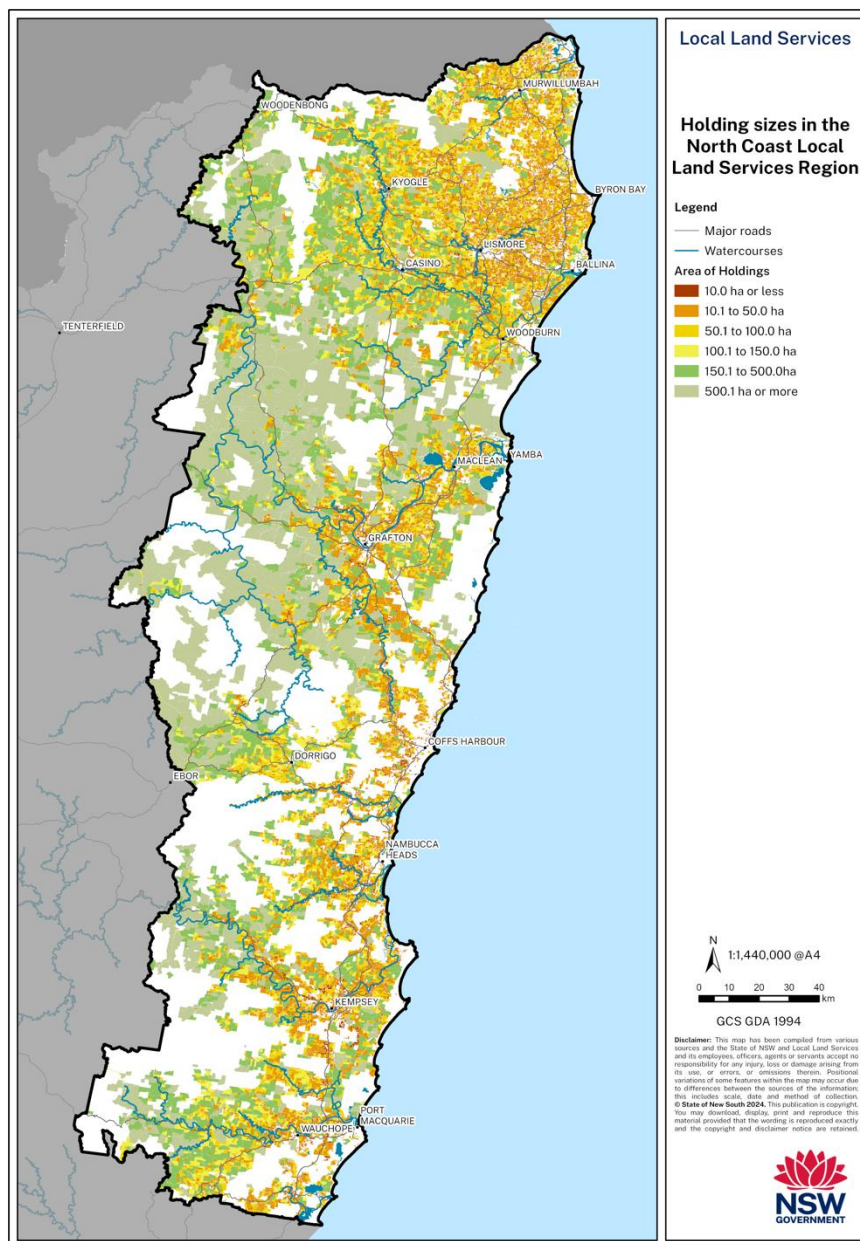 Local Land Services
Holding sizes in the
North Coast Local
Land Services Region
Legend
Major roads
Watercourses
Area of Holdings
10.0 ha or less
10.1 to 50.0 ha
50.1 to 100.0 ha
100.1 to 150.0 ha
150.1 to 500.0ha
500.1 ha or more
MURWILLUMBAH
WOODENBONG
KYOGLE
BYRON BAY
LISMORE
CASINO
BALLINA
TENTERFIELD
WOODBURN
YAMBA
MACLEAN
GRAFTON
COFFS HARBOUR
DORRIGO
EBOR
NAMBUCCA
HEADS
KEMPSEY
PORT
MACQUARIE
WAUCHOPE
N
1:1,440,000 @A4
0 10 20 30 40
km
GCS GDA 1994
Disclaimer: This map has been compiled from various
sources and the State of NSW and Local Land Services
and its employees, officers, agents or servants accept no
responsibility for any injury, loss or damage arising from
its use, or errors, or omissions therein. Positional
variations of some features within the map may occur due
to differences between the sources of the information;
this includes scale, date and method of collection.
© State of New South 2024. This publication is copyright.
You may download, display, print and reproduce this
material provided that the wording is reproduced exactly
and the copyright and disclaimer notice are retained.
NSW
GOVERNMENT